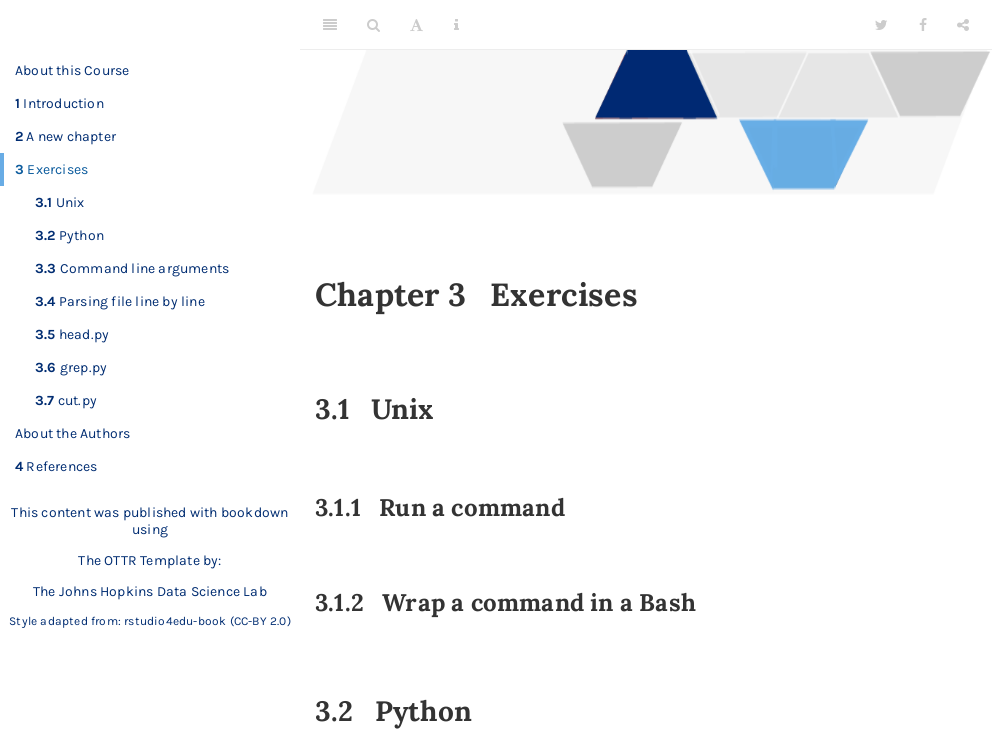 About this Course
1 Introduction
2 A new chapter
3 Exercises
3.1 Unix
3.2 Python
3.3 Command line arguments
3.4 Parsing file line by line
3.5 head.py
3.6 grep.py
3.7 cut.py
About the Authors
4 References
This content was published with bookdown
using
The OTTR Template by:
The Johns Hopkins Data Science Lab
Style adapted from: rstudio4edu-book (CC-BY 2.0)
Chapter 3 Exercises
3.1 Unix
3.1.1 Run a command
3.1.2 Wrap a command in a Bash
3.2 Python